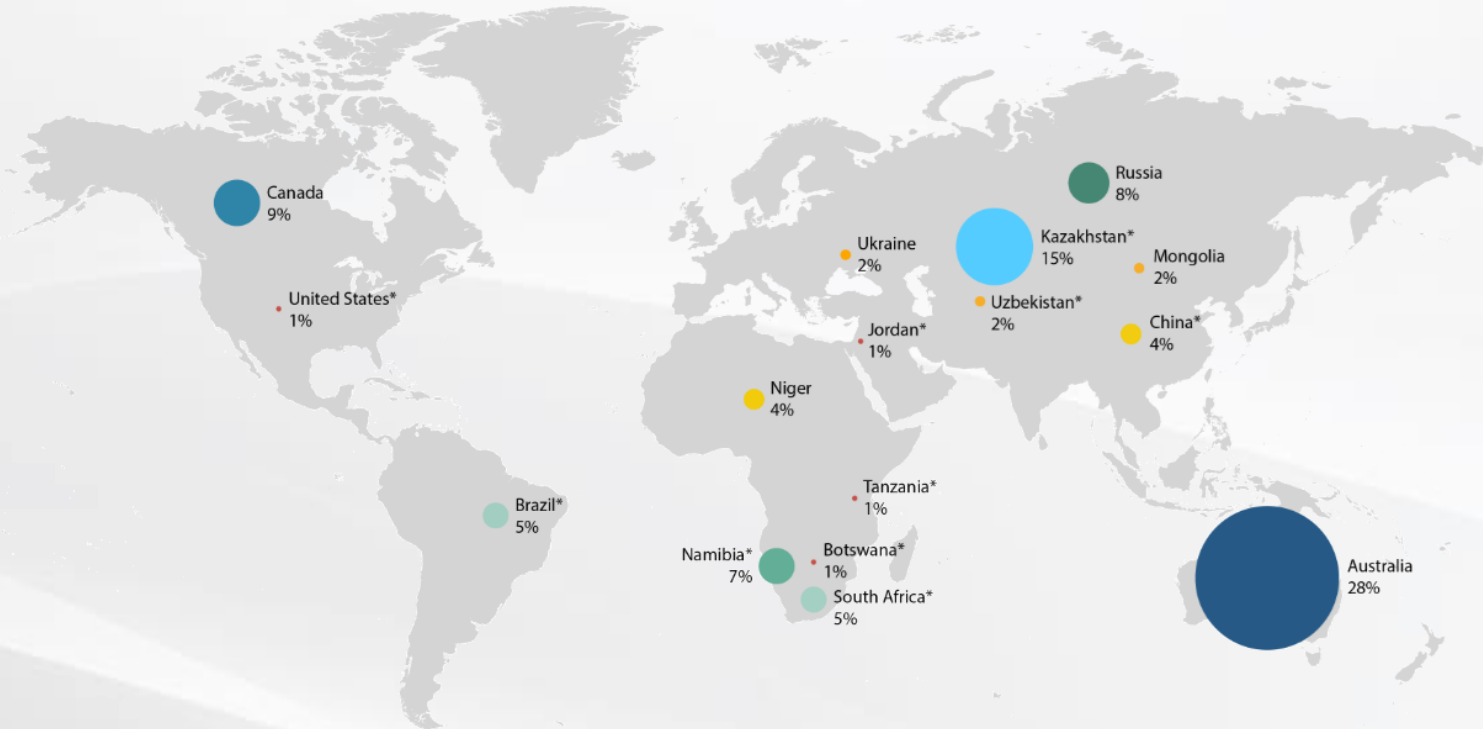 Canada
9%
United States*
1%
Brazil*
5%
Russia
8%
Kazakhstan*
15%
Ukraine
2%
Mongolia
2%
Uzbekistan*
2%
China*
4%
Jordan*
1%
Niger
4%
Tanzania*
1%
Namibia*
7%
Botswana*
1%
South Africa*
5%
Australia
28%